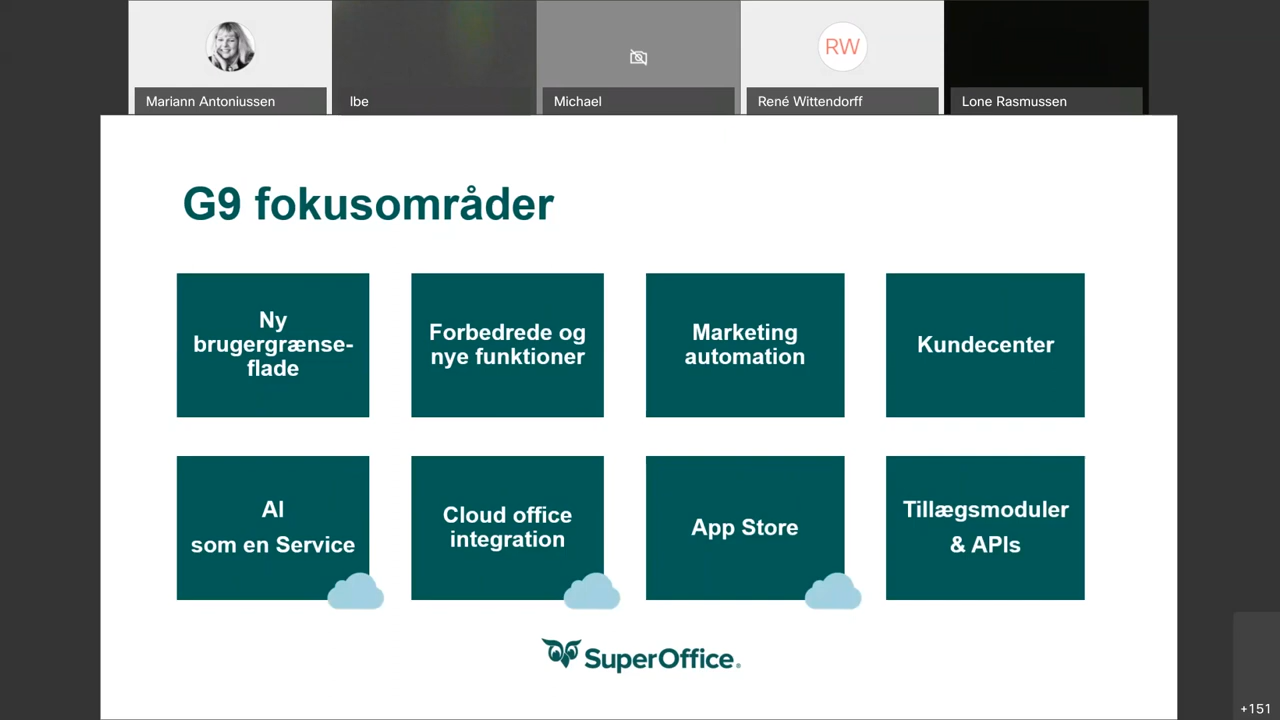 Mariann Antoniussen
Ibe
Michael
RW
René Wittendorff
Lone Rasmussen
G9 fokusområder
Ny
brugergrænse-
flade
Forbedrede og
nye funktioner
Marketing
automation
Kundecenter
AI
som en Service
Cloud office
integration
App Store
Tillægsmoduler
& APIs
SuperOffice.
+151